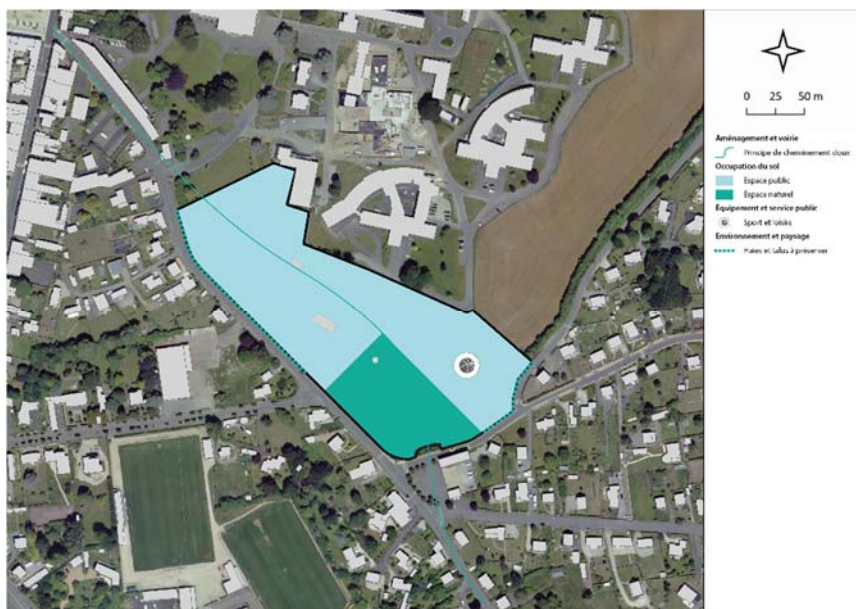 0 25 50 m
Aménagement et voirie
Principe de cheminement doux
Occupation du sol
Espace public
Espace naturel
Equipement et service public
Sport et loisirs
Environnement et paysage
Haies et talus à préserver